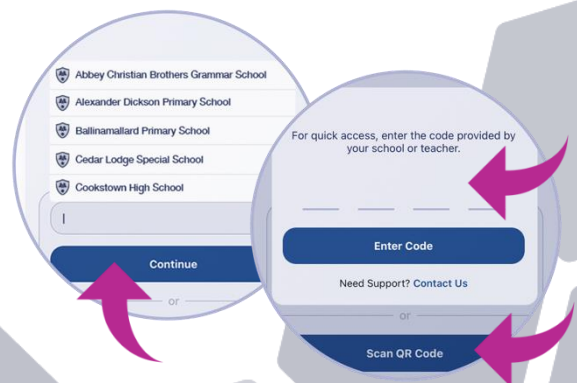 Abbey Christian Brothers Grammar School
Alexander Dickson Primary School
Ballinamallard Primary School
Cedar Lodge Special School
Cookstown High School
Continue
or
For quick access, enter the code provided by
your school or teacher.
Enter Code
Need Support? Contact Us
or
Scan QR Code